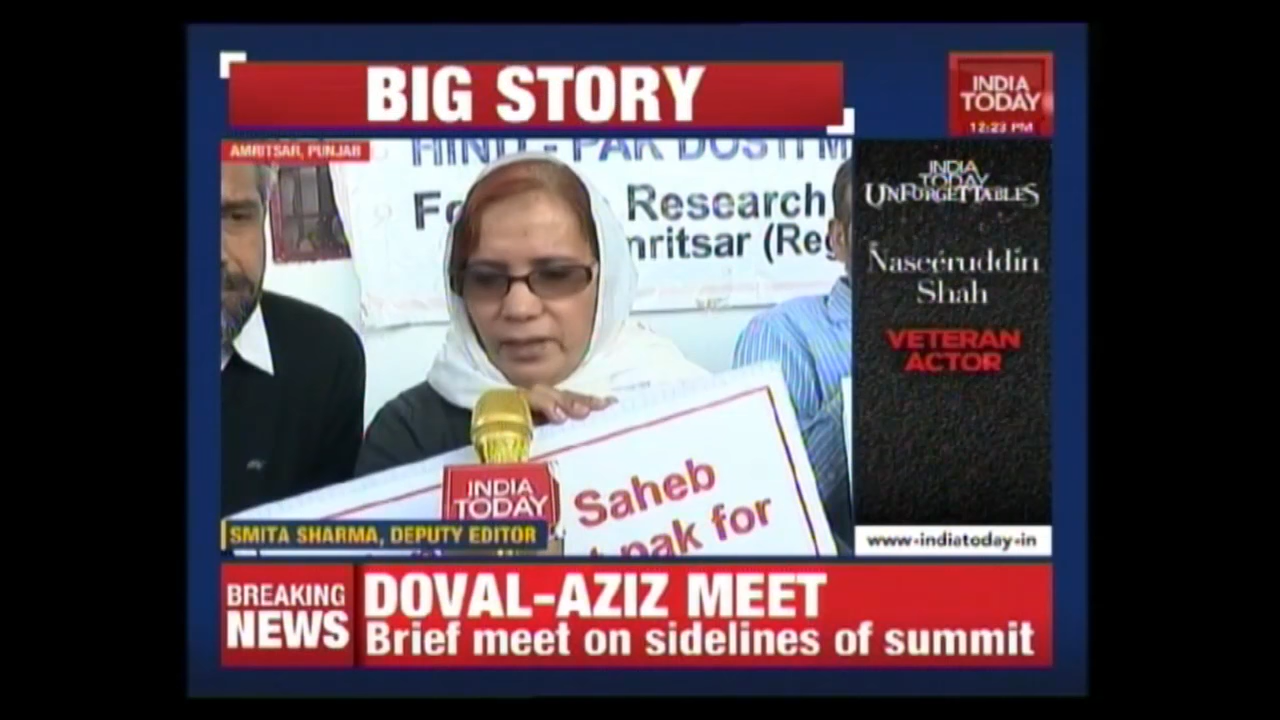 BIG STORY
INDIA
TODAY
12:23 PM
AMRITSAR, PUNJAB
HIND - PAK DOSTI M
Research
mritsar (Reg
INDIA
TODAY
UNFORGETTABLES
Naseeruddin
Shah
VETERAN
ACTOR
Saheb
pak for
INDIA
TODAY
SMITA SHARMA, DEPUTY EDITOR
www.indiatoday.in
BREAKING
NEWS
DOVAL-AZIZ MEET
Brief meet on sidelines of summit